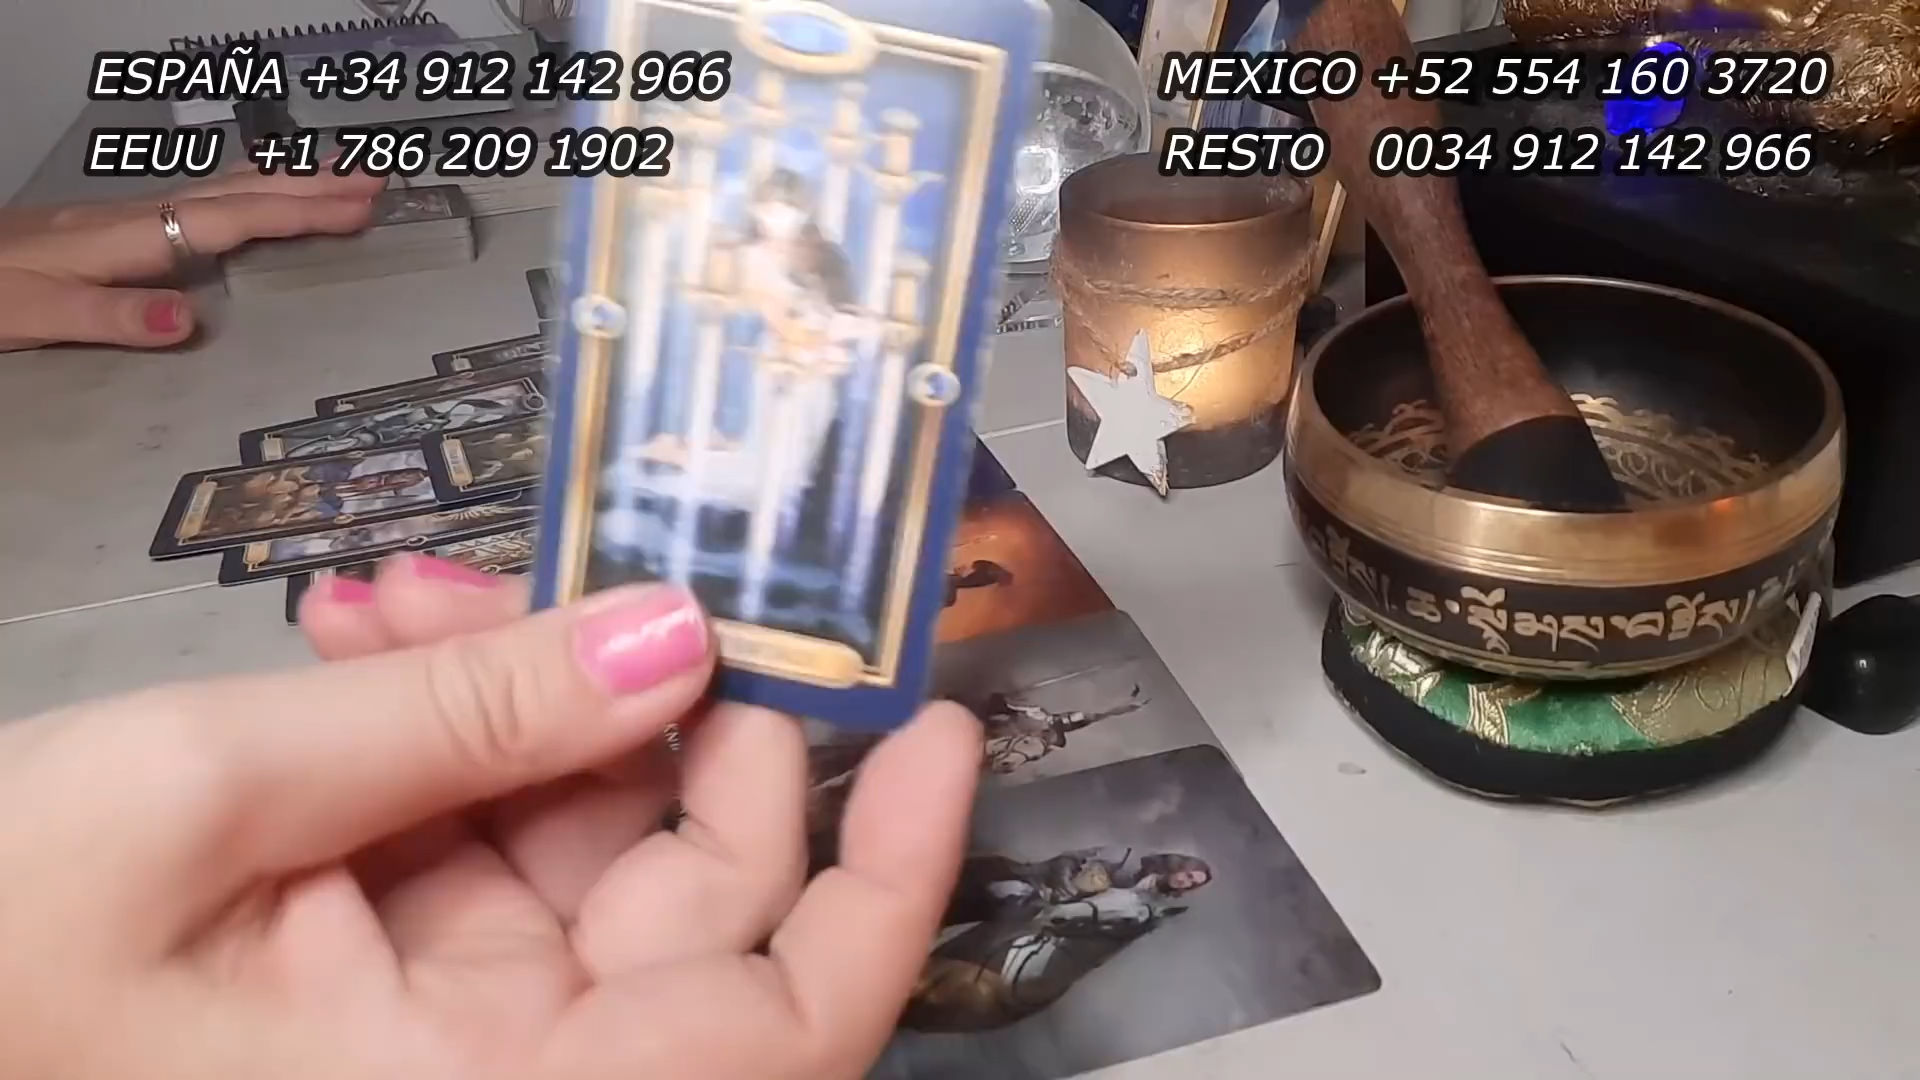 ESPAÑA +34 912 142 966
EEUU +1 786 209 1902
MEXICO +52 554 160 3720
RESTO 0034 912 142 966